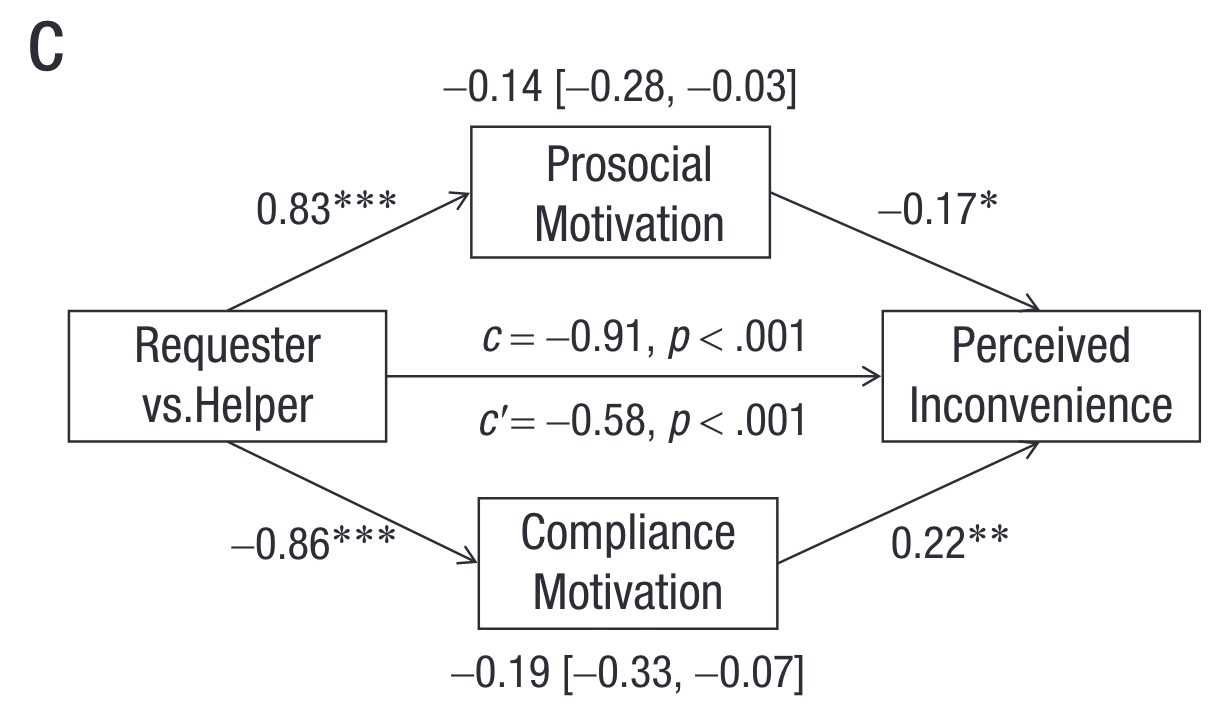 C
−0.14 [−0.28, −0.03]
Prosocial
Motivation
0.83***
−0.17*
Requester
vs.Helper
c = −0.91, p < .001
c′= −0.58, p < .001
Perceived
Inconvenience
−0.86***
0.22**
Compliance
Motivation
−0.19 [−0.33, −0.07]